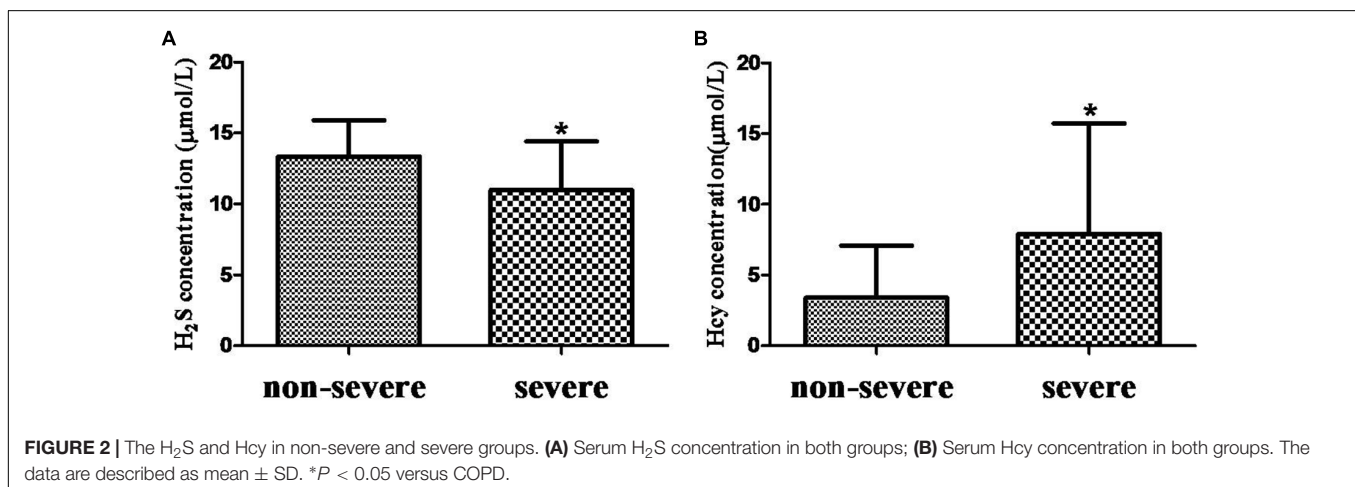 A
20
15
10
5
0
H₂S concentration (μmol/L)
*
non-severe severe
B
20
15
10
5
0
Hcy concentration(μmol/L)
*
non-severe severe
FIGURE 2 | The H₂S and Hcy in non-severe and severe groups. (A) Serum H₂S concentration in both groups; (B) Serum Hcy concentration in both groups. The
data are described as mean ± SD. *P < 0.05 versus COPD.